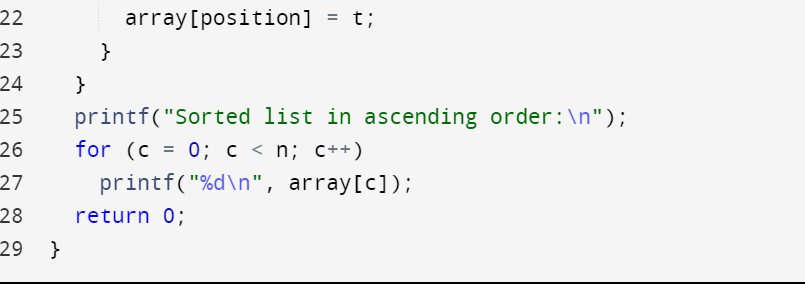 22      array[position] = t;
23    }
24  }
25  printf("Sorted list in ascending order:\n");
26  for (c = 0; c < n; c++)
27    printf("%d\n", array[c]);
28  return 0;
29 }